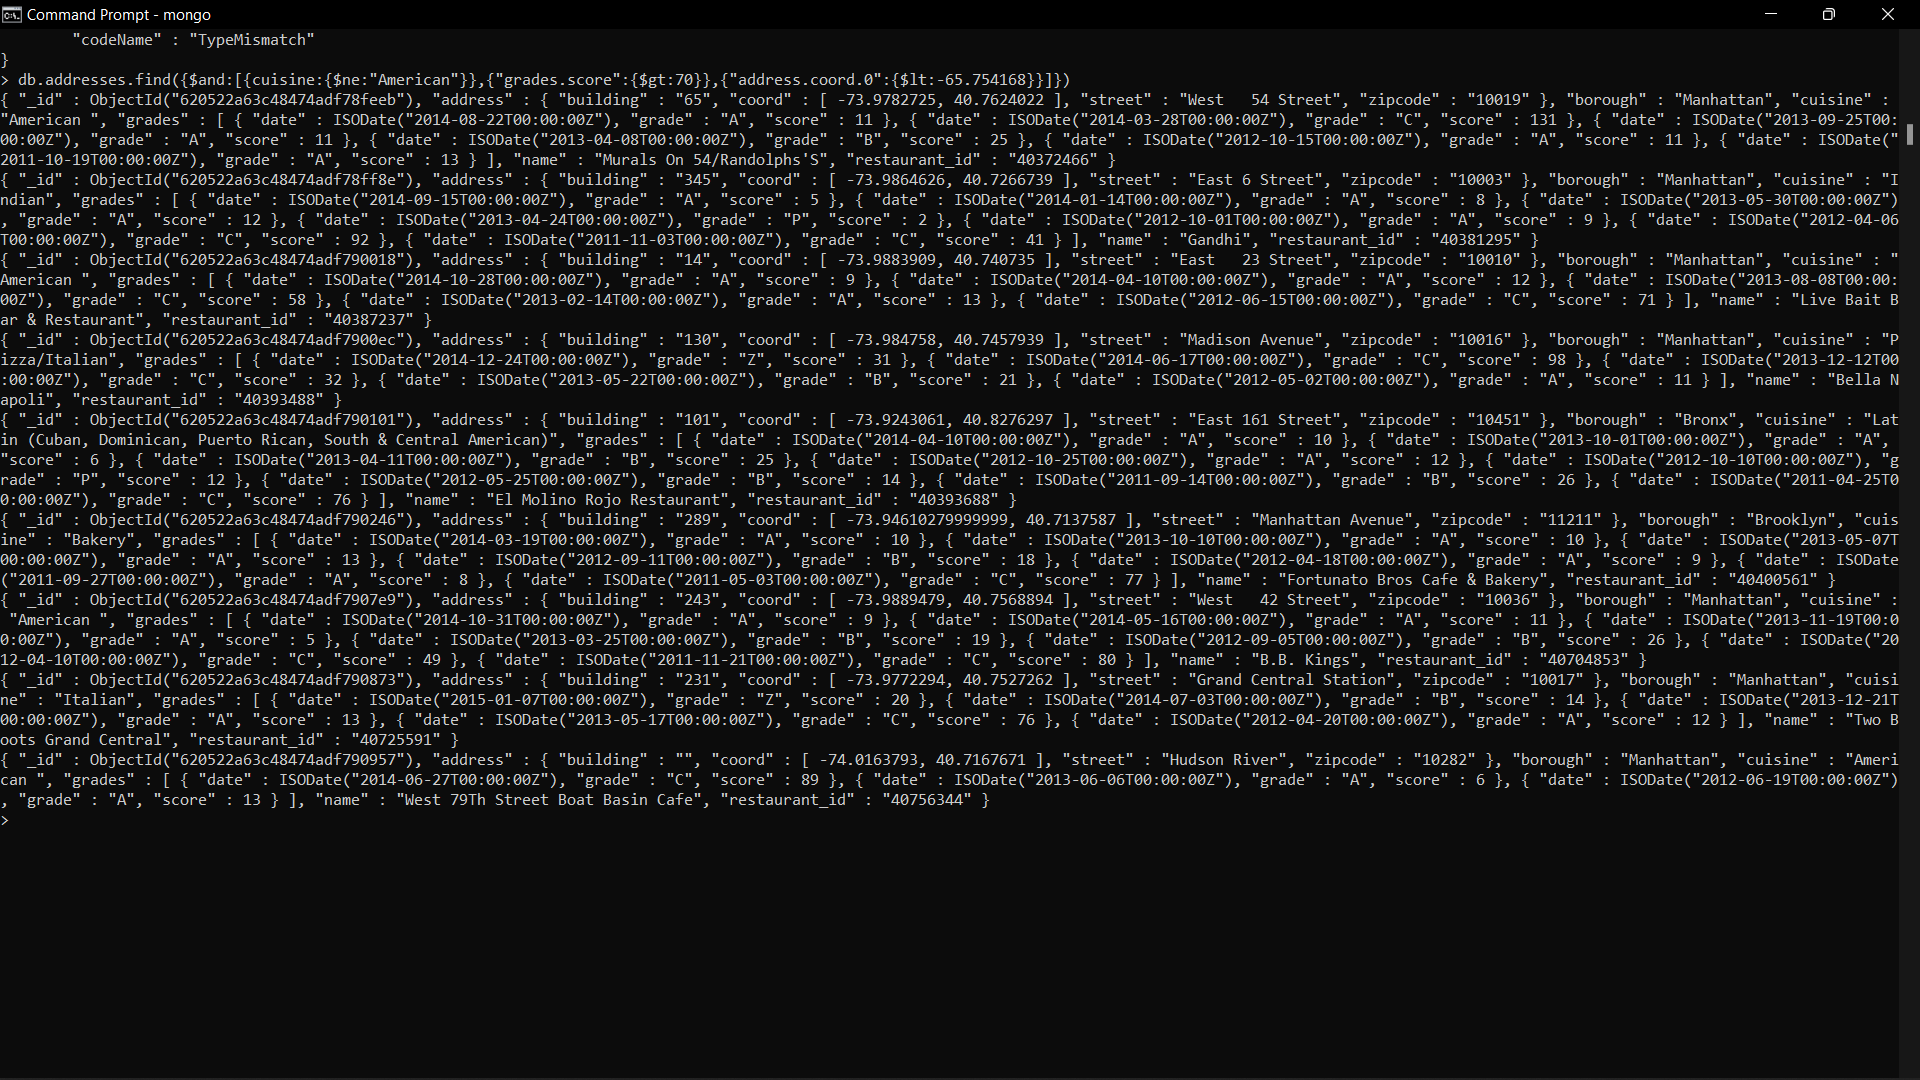 Command Prompt - mongo
"codeName" : "TypeMismatch"
}
> db.addresses.find({$and:[{cuisine:{$ne:"American"}},{"grades.score":{$gt:70}},{"address.coord.0":{$lt:-65.754168}}]})
{ "_id" : ObjectId("620522a63c48474adf78feeb"), "address" : { "building" : "65", "coord" : [ -73.9782725, 40.7624022 ], "street" : "West   54 Street", "zipcode" : "10019" }, "borough" : "Manhattan", "cuisine" :
"American ", "grades" : [ { "date" : ISODate("2014-08-22T00:00:00Z"), "grade" : "A", "score" : 11 }, { "date" : ISODate("2014-03-28T00:00:00Z"), "grade" : "C", "score" : 131 }, { "date" : ISODate("2013-09-25T00:
00:00Z"), "grade" : "A", "score" : 11 }, { "date" : ISODate("2013-04-08T00:00:00Z"), "grade" : "B", "score" : 25 }, { "date" : ISODate("2012-10-15T00:00:00Z"), "grade" : "A", "score" : 11 }, { "date" : ISODate("
2011-10-19T00:00:00Z"), "grade" : "A", "score" : 13 } ], "name" : "Murals On 54/Randolphs'S", "restaurant_id" : "40372466" }
{ "_id" : ObjectId("620522a63c48474adf78ff8e"), "address" : { "building" : "345", "coord" : [ -73.9864626, 40.7266739 ], "street" : "East 6 Street", "zipcode" : "10003" }, "borough" : "Manhattan", "cuisine" : "I
ndian", "grades" : [ { "date" : ISODate("2014-09-15T00:00:00Z"), "grade" : "A", "score" : 5 }, { "date" : ISODate("2014-01-14T00:00:00Z"), "grade" : "A", "score" : 8 }, { "date" : ISODate("2013-05-30T00:00:00Z")
, "grade" : "A", "score" : 12 }, { "date" : ISODate("2013-04-24T00:00:00Z"), "grade" : "P", "score" : 2 }, { "date" : ISODate("2012-10-01T00:00:00Z"), "grade" : "A", "score" : 9 }, { "date" : ISODate("2012-04-06
T00:00:00Z"), "grade" : "C", "score" : 92 }, { "date" : ISODate("2011-11-03T00:00:00Z"), "grade" : "C", "score" : 41 } ], "name" : "Gandhi", "restaurant_id" : "40381295" }
{ "_id" : ObjectId("620522a63c48474adf790018"), "address" : { "building" : "14", "coord" : [ -73.9883909, 40.740735 ], "street" : "East   23 Street", "zipcode" : "10010" }, "borough" : "Manhattan", "cuisine" : "
American ", "grades" : [ { "date" : ISODate("2014-10-28T00:00:00Z"), "grade" : "A", "score" : 9 }, { "date" : ISODate("2014-04-10T00:00:00Z"), "grade" : "A", "score" : 12 }, { "date" : ISODate("2013-08-08T00:00:
00Z"), "grade" : "C", "score" : 58 }, { "date" : ISODate("2013-02-14T00:00:00Z"), "grade" : "A", "score" : 13 }, { "date" : ISODate("2012-06-15T00:00:00Z"), "grade" : "C", "score" : 71 } ], "name" : "Live Bait B
ar & Restaurant", "restaurant_id" : "40387237" }
{ "_id" : ObjectId("620522a63c48474adf7900ec"), "address" : { "building" : "130", "coord" : [ -73.984758, 40.7457939 ], "street" : "Madison Avenue", "zipcode" : "10016" }, "borough" : "Manhattan", "cuisine" : "P
izza/Italian", "grades" : [ { "date" : ISODate("2014-12-24T00:00:00Z"), "grade" : "Z", "score" : 31 }, { "date" : ISODate("2014-06-17T00:00:00Z"), "grade" : "C", "score" : 98 }, { "date" : ISODate("2013-12-12T00
:00:00Z"), "grade" : "C", "score" : 32 }, { "date" : ISODate("2013-05-22T00:00:00Z"), "grade" : "B", "score" : 21 }, { "date" : ISODate("2012-05-02T00:00:00Z"), "grade" : "A", "score" : 11 } ], "name" : "Bella N
apoli", "restaurant_id" : "40393488" }
{ "_id" : ObjectId("620522a63c48474adf790101"), "address" : { "building" : "101", "coord" : [ -73.9243061, 40.8276297 ], "street" : "East 161 Street", "zipcode" : "10451" }, "borough" : "Bronx", "cuisine" : "Lat
in (Cuban, Dominican, Puerto Rican, South & Central American)", "grades" : [ { "date" : ISODate("2014-04-10T00:00:00Z"), "grade" : "A", "score" : 10 }, { "date" : ISODate("2013-10-01T00:00:00Z"), "grade" : "A",
"score" : 6 }, { "date" : ISODate("2013-04-11T00:00:00Z"), "grade" : "B", "score" : 25 }, { "date" : ISODate("2012-10-25T00:00:00Z"), "grade" : "A", "score" : 12 }, { "date" : ISODate("2012-10-10T00:00:00Z"), "g
rade" : "P", "score" : 12 }, { "date" : ISODate("2012-05-25T00:00:00Z"), "grade" : "B", "score" : 14 }, { "date" : ISODate("2011-09-14T00:00:00Z"), "grade" : "B", "score" : 26 }, { "date" : ISODate("2011-04-25T0
0:00:00Z"), "grade" : "C", "score" : 76 } ], "name" : "El Molino Rojo Restaurant", "restaurant_id" : "40393688" }
{ "_id" : ObjectId("620522a63c48474adf790246"), "address" : { "building" : "289", "coord" : [ -73.94610279999999, 40.7137587 ], "street" : "Manhattan Avenue", "zipcode" : "11211" }, "borough" : "Brooklyn", "cuis
ine" : "Bakery", "grades" : [ { "date" : ISODate("2014-03-19T00:00:00Z"), "grade" : "A", "score" : 10 }, { "date" : ISODate("2013-10-10T00:00:00Z"), "grade" : "A", "score" : 10 }, { "date" : ISODate("2013-05-07T
00:00:00Z"), "grade" : "A", "score" : 13 }, { "date" : ISODate("2012-09-11T00:00:00Z"), "grade" : "B", "score" : 18 }, { "date" : ISODate("2012-04-18T00:00:00Z"), "grade" : "A", "score" : 9 }, { "date" : ISODate
("2011-09-27T00:00:00Z"), "grade" : "A", "score" : 8 }, { "date" : ISODate("2011-05-03T00:00:00Z"), "grade" : "C", "score" : 77 } ], "name" : "Fortunato Bros Cafe & Bakery", "restaurant_id" : "40400561" }
{ "_id" : ObjectId("620522a63c48474adf7907e9"), "address" : { "building" : "243", "coord" : [ -73.9889479, 40.7568894 ], "street" : "West   42 Street", "zipcode" : "10036" }, "borough" : "Manhattan", "cuisine" :
 "American ", "grades" : [ { "date" : ISODate("2014-10-31T00:00:00Z"), "grade" : "A", "score" : 9 }, { "date" : ISODate("2014-05-16T00:00:00Z"), "grade" : "A", "score" : 11 }, { "date" : ISODate("2013-11-19T00:0
0:00Z"), "grade" : "A", "score" : 5 }, { "date" : ISODate("2013-03-25T00:00:00Z"), "grade" : "B", "score" : 19 }, { "date" : ISODate("2012-09-05T00:00:00Z"), "grade" : "B", "score" : 26 }, { "date" : ISODate("20
12-04-10T00:00:00Z"), "grade" : "C", "score" : 49 }, { "date" : ISODate("2011-11-21T00:00:00Z"), "grade" : "C", "score" : 80 } ], "name" : "B.B. Kings", "restaurant_id" : "40704853" }
{ "_id" : ObjectId("620522a63c48474adf790873"), "address" : { "building" : "231", "coord" : [ -73.9772294, 40.7527262 ], "street" : "Grand Central Station", "zipcode" : "10017" }, "borough" : "Manhattan", "cuisi
ne" : "Italian", "grades" : [ { "date" : ISODate("2015-01-07T00:00:00Z"), "grade" : "Z", "score" : 20 }, { "date" : ISODate("2014-07-03T00:00:00Z"), "grade" : "B", "score" : 14 }, { "date" : ISODate("2013-12-21T
00:00:00Z"), "grade" : "A", "score" : 13 }, { "date" : ISODate("2013-05-17T00:00:00Z"), "grade" : "C", "score" : 76 }, { "date" : ISODate("2012-04-20T00:00:00Z"), "grade" : "A", "score" : 12 } ], "name" : "Two B
oots Grand Central", "restaurant_id" : "40725591" }
{ "_id" : ObjectId("620522a63c48474adf790957"), "address" : { "building" : "", "coord" : [ -74.0163793, 40.7167671 ], "street" : "Hudson River", "zipcode" : "10282" }, "borough" : "Manhattan", "cuisine" : "Ameri
can ", "grades" : [ { "date" : ISODate("2014-06-27T00:00:00Z"), "grade" : "C", "score" : 89 }, { "date" : ISODate("2013-06-06T00:00:00Z"), "grade" : "A", "score" : 6 }, { "date" : ISODate("2012-06-19T00:00:00Z")
, "grade" : "A", "score" : 13 } ], "name" : "West 79Th Street Boat Basin Cafe", "restaurant_id" : "40756344" }
>